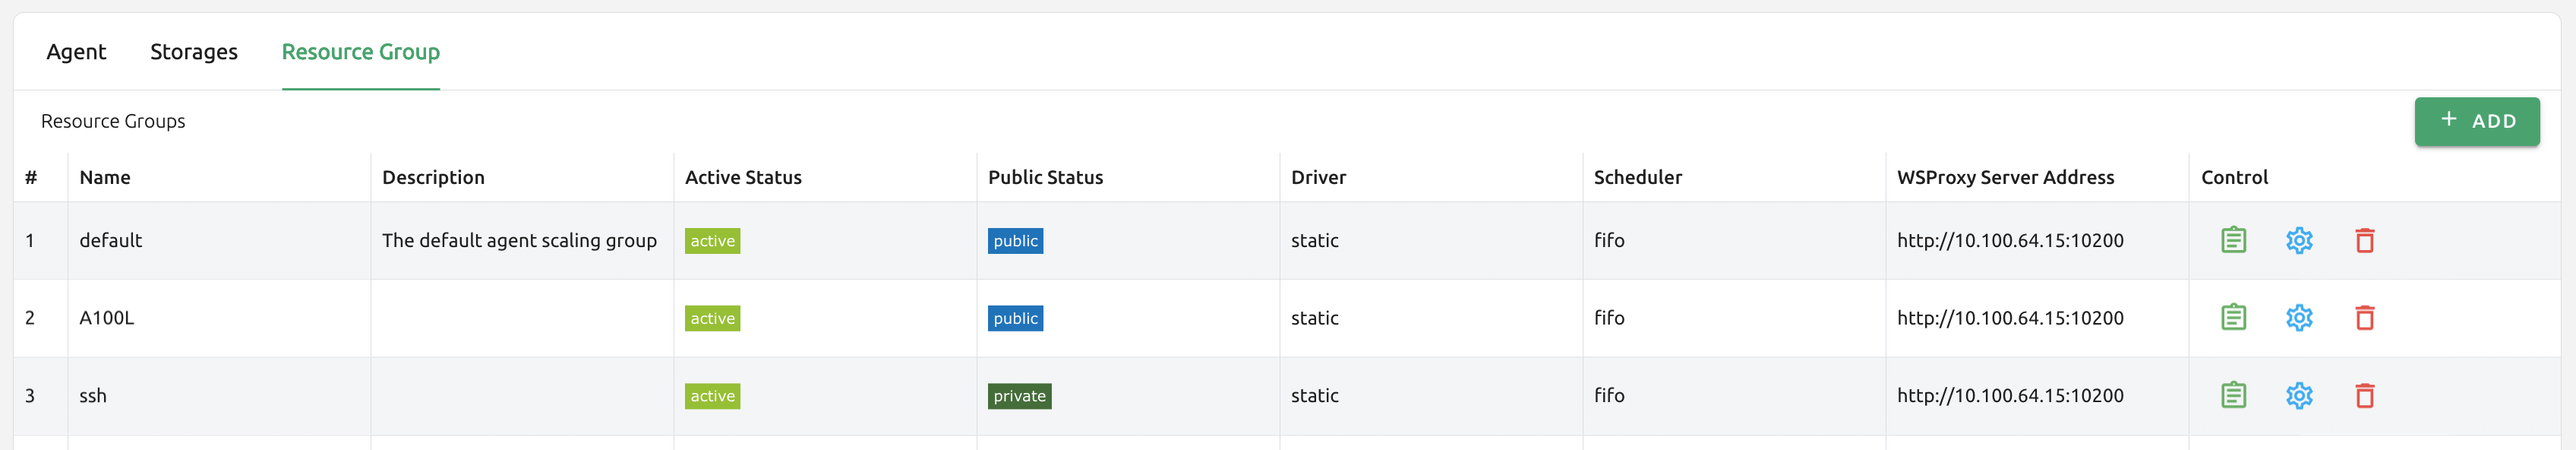 Agent Storages Resource Group
Resource Groups + ADD
# Name Description Active Status Public Status Driver Scheduler WSProxy Server Address Control
1 default The default agent scaling group active public static fifo http://10.100.64.15:10200
2 A100L active public static fifo http://10.100.64.15:10200
3 ssh active private static fifo http://10.100.64.15:10200